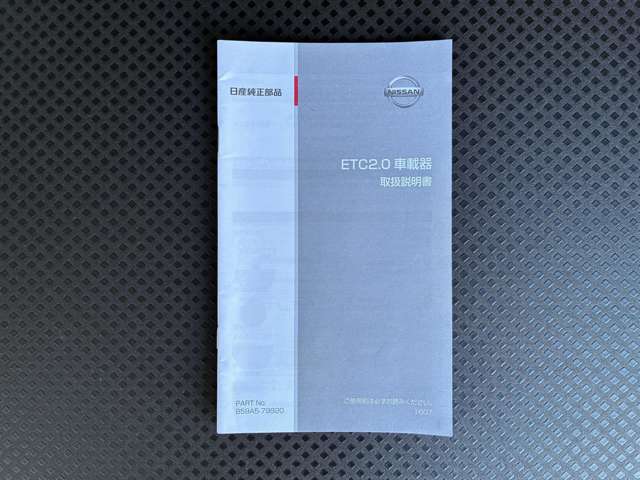 日産純正部品
NISSAN
ETC2.0 車載器
取扱説明書
PART No.
B59A5-79920
ご使用前に必ずお読みください。
1607